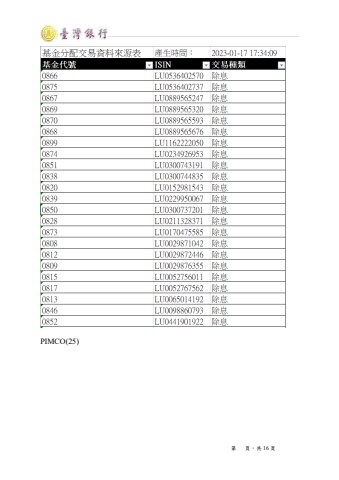 臺灣銀行
基金分配交易資料來源表 產生時間： 2023-01-17 17:34:09
基金代號 ISIN 交易種類
0866 LU0536402570 除息
0875 LU0536402737 除息
0867 LU0889565247 除息
0869 LU0889565320 除息
0870 LU0889565593 除息
0868 LU0889565676 除息
0899 LU1162222050 除息
0874 LU0234926953 除息
0851 LU0300743191 除息
0838 LU0300744835 除息
0820 LU0152981543 除息
0839 LU0229950067 除息
0850 LU0300737201 除息
0828 LU0211328371 除息
0873 LU0170475585 除息
0808 LU0029871042 除息
0812 LU0029872446 除息
0809 LU0029876355 除息
0815 LU0052756011 除息
0817 LU0052767562 除息
0813 LU0065014192 除息
0846 LU0098860793 除息
0852 LU0441901922 除息
PIMCO(25)
第 頁，共 16 頁